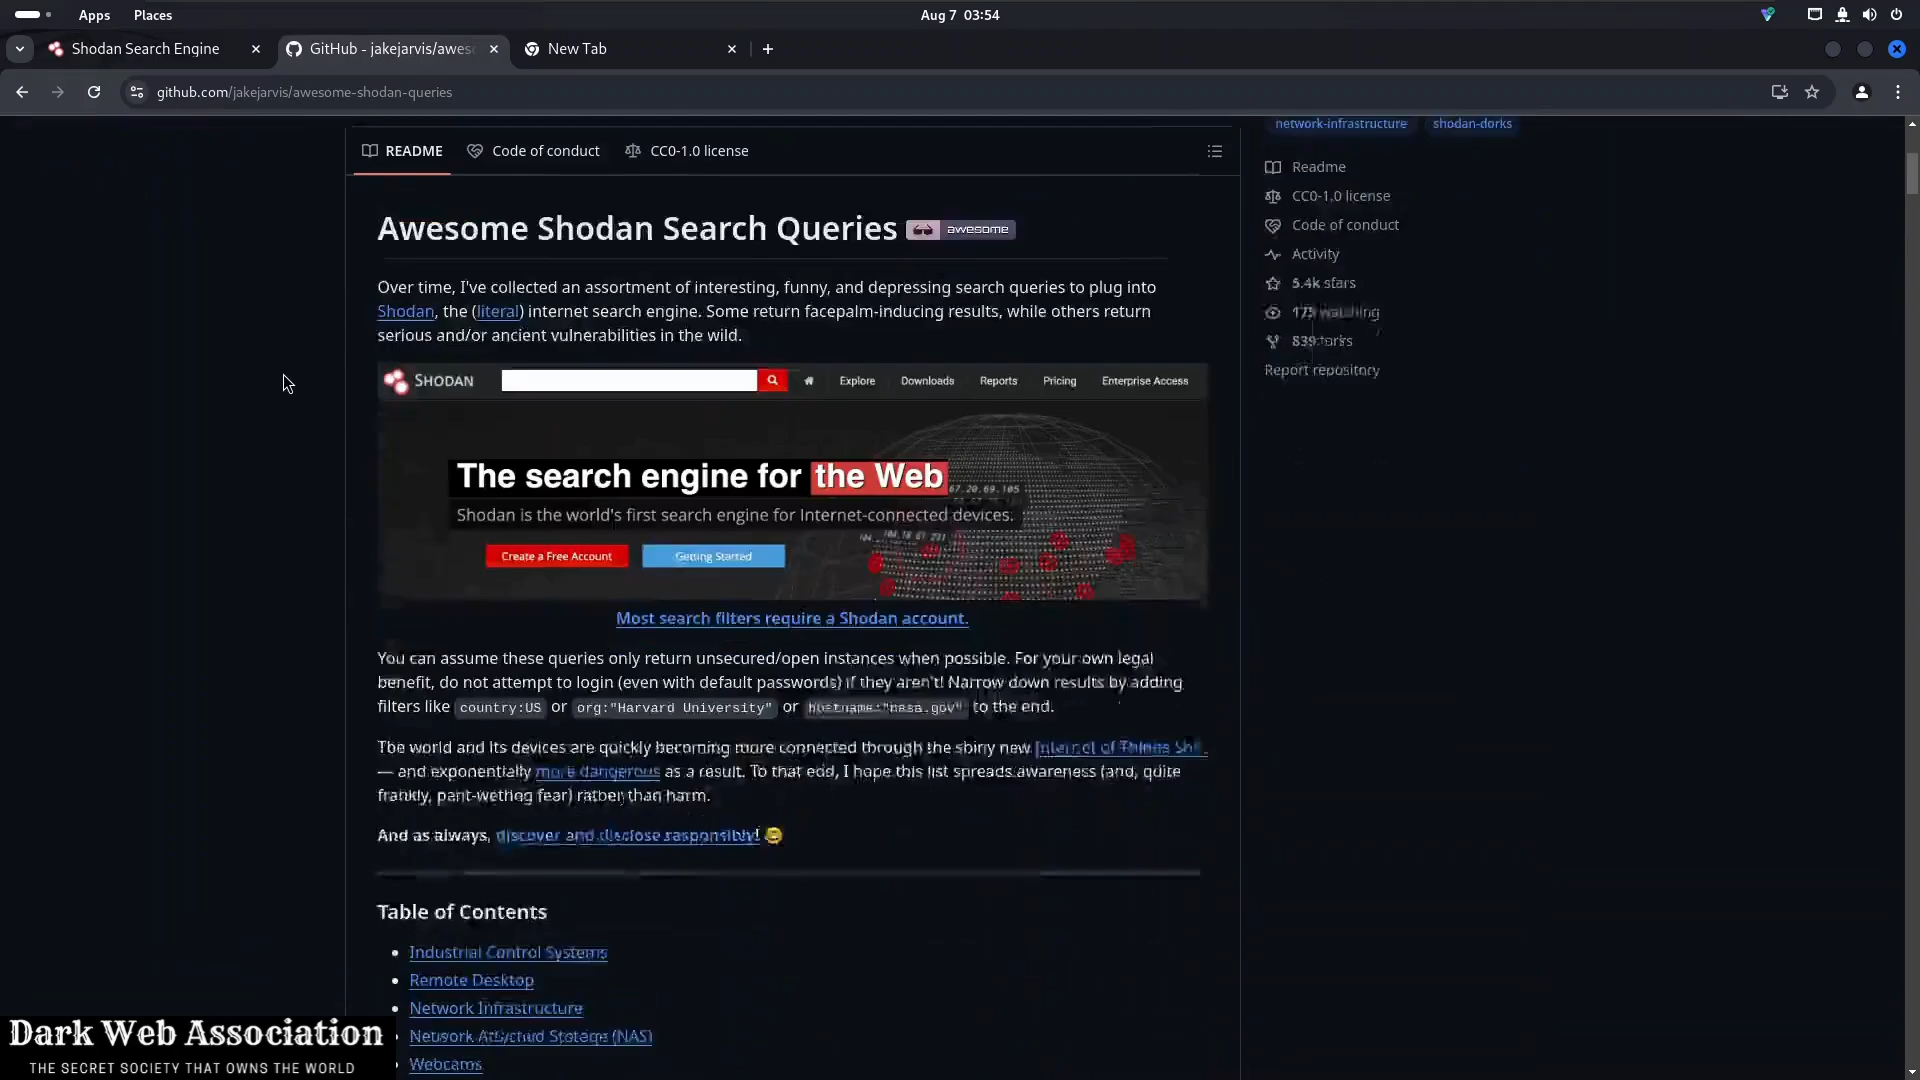 Apps Places Aug 7 03:54
Shodan Search Engine GitHub - jakejarvis/awes New Tab
github.com/jakejarvis/awesome-shodan-queries
network-infrastructure shodan-dorks
README Code of conduct CC0-1.0 license
Readme
CC0-1.0 license
Code of conduct
Activity
5.4k stars
173 watching
839 forks
Report repository
Awesome Shodan Search Queries awesome
Over time, I've collected an assortment of interesting, funny, and depressing search queries to plug into
Shodan, the (literal) internet search engine. Some return facepalm-inducing results, while others return
serious and/or ancient vulnerabilities in the wild.
SHODAN Explore Downloads Reports Pricing Enterprise Access
The search engine for the Web
67.20.69.105
Shodan is the world's first search engine for Internet-connected devices.
Create a Free Account Getting Started
Most search filters require a Shodan account.
You can assume these queries only return unsecured/open instances when possible. For your own legal
benefit, do not attempt to login (even with default passwords) if they aren't! Narrow down results by adding
filters like country:US or org:"Harvard University" or hostname:"nasa.gov" to the end.
The world and its devices are quickly becoming more connected through the shiny new Internet of Things
— and exponentially more dangerous as a result. To that end, I hope this list spreads awareness (and, quite
frankly, pant-wetting fear) rather than harm.
And as always, discover and disclose responsibly!
Table of Contents
Industrial Control Systems
Remote Desktop
Network Infrastructure
Network Attached Storage (NAS)
Webcams
Dark Web Association
THE SECRET SOCIETY THAT OWNS THE WORLD